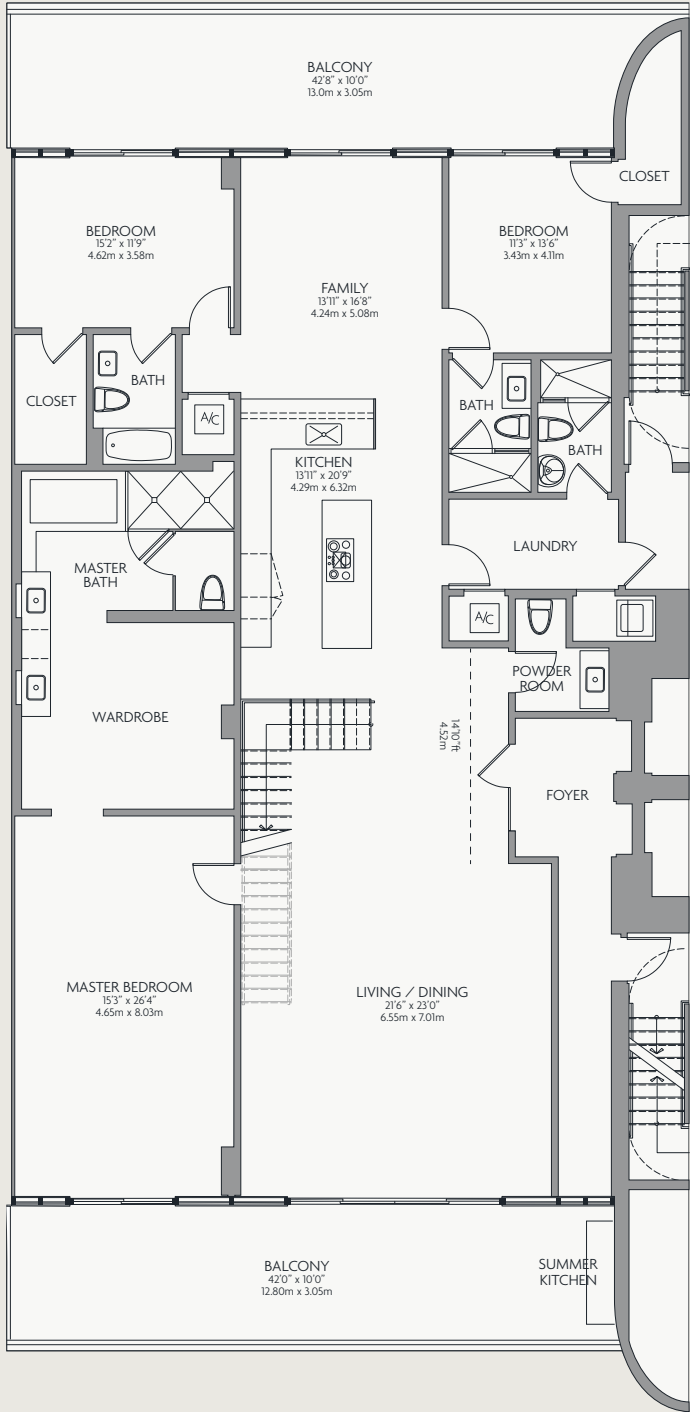 BALCONY
42'8" x 10'0"
13.0m x 3.05m
CLOSET
BEDROOM
15'2" x 11'9"
4.62m x 3.58m
BEDROOM
11'3" x 13'6"
3.43m x 4.11m
FAMILY
13'11" x 16'8"
4.24m x 5.08m
CLOSET
BATH
A/C
BATH
BATH
KITCHEN
13'11" x 20'9"
4.29m x 6.32m
MASTER
BATH
LAUNDRY
A/C
POWDER
ROOM
WARDROBE
14'10"ft
4.52m
FOYER
MASTER BEDROOM
15'3" x 26'4"
4.65m x 8.03m
LIVING / DINING
21'6" x 23'0"
6.55m x 7.01m
BALCONY
42'0" x 10'0"
12.80m x 3.05m
SUMMER
KITCHEN